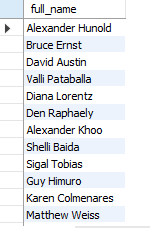 full_name
Alexander Hunold
Bruce Ernst
David Austin
Valli Pataballa
Diana Lorentz
Den Raphaely
Alexander Khoo
Shelli Baida
Sigal Tobias
Guy Himuro
Karen Colmenares
Matthew Weiss